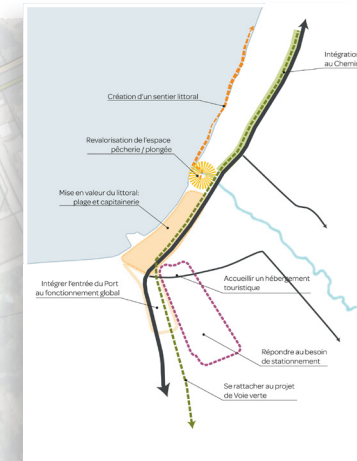 Intégration
au Chemin
Création d'un sentier littoral
Revalorisation de l'espace
pêcherie / plongée
Mise en valeur du littoral:
plage et capitainerie
Intégrer l'entrée du Port
au fonctionnement global
Accueillir un hébergement
touristique
Répondre au besoin
de stationnement
Se rattacher au projet
de Voie verte